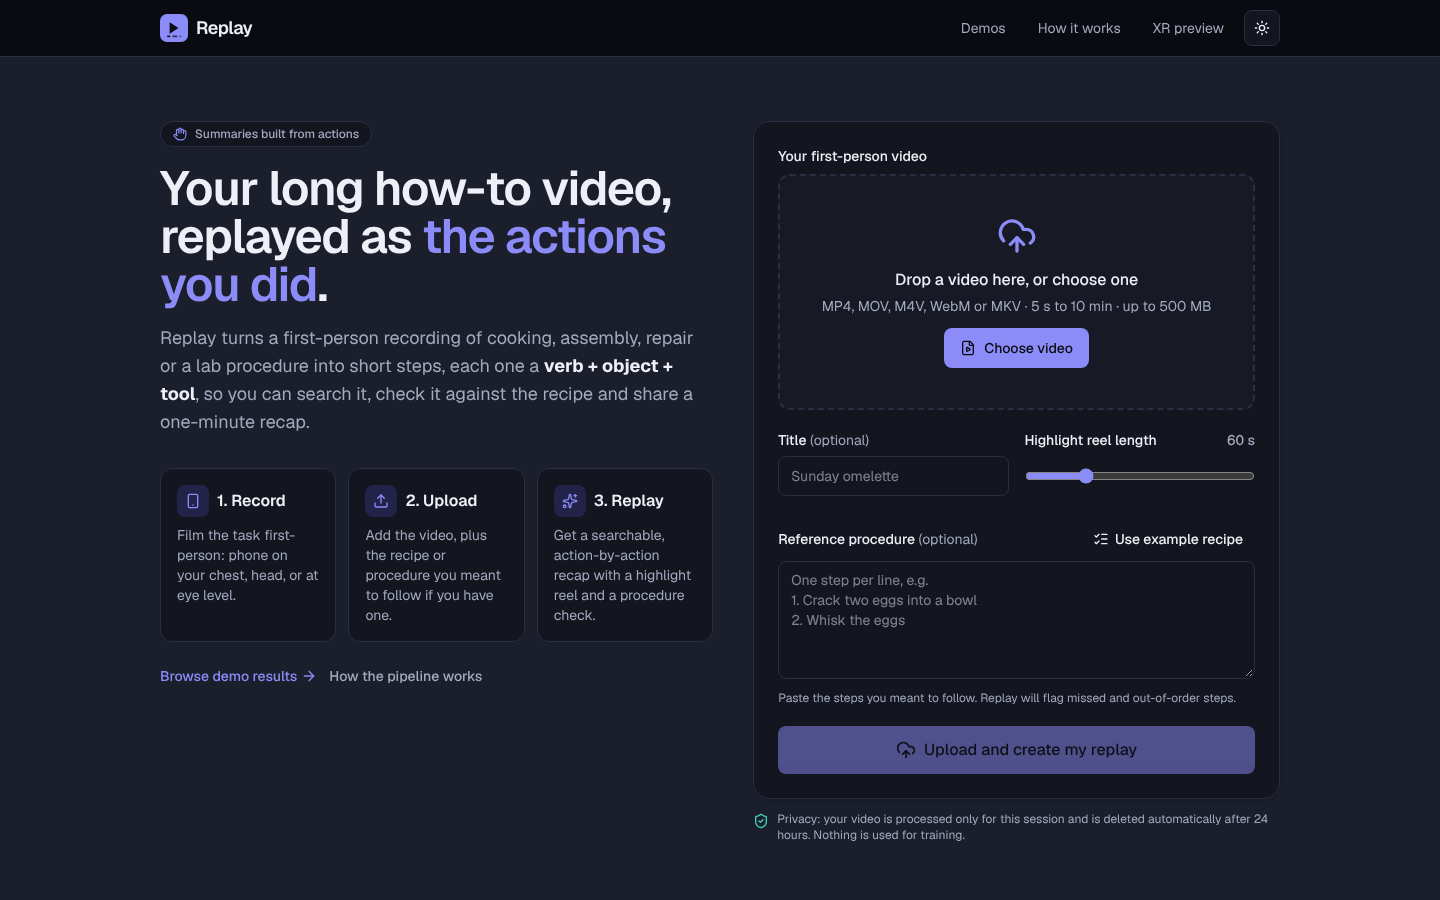 Replay
Demos
How it works
XR preview
Summaries built from actions
Your long how-to video,
replayed as the actions
you did.
Replay turns a first-person recording of cooking, assembly, repair
or a lab procedure into short steps, each one a verb + object +
tool, so you can search it, check it against the recipe and share a
one-minute recap.
1. Record
Film the task first-
person: phone on
your chest, head, or at
eye level.
2. Upload
Add the video, plus
the recipe or
procedure you meant
to follow if you have
one.
3. Replay
Get a searchable,
action-by-action
recap with a highlight
reel and a procedure
check.
Browse demo results
How the pipeline works
Your first-person video
Drop a video here, or choose one
MP4, MOV, M4V, WebM or MKV · 5 s to 10 min · up to 500 MB
Choose video
Title (optional)
Sunday omelette
Highlight reel length
60 s
Reference procedure (optional)
Use example recipe
One step per line, e.g.
1. Crack two eggs into a bowl
2. Whisk the eggs
Paste the steps you meant to follow. Replay will flag missed and out-of-order steps.
Upload and create my replay
Privacy: your video is processed only for this session and is deleted automatically after 24
hours. Nothing is used for training.